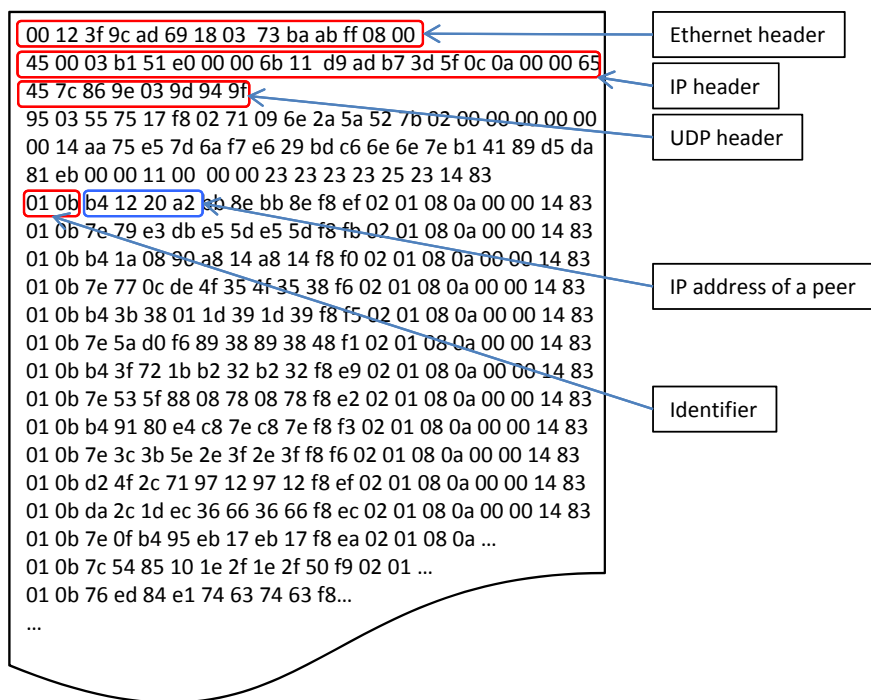 00 12 3f 9c ad 69 18 03 73 ba ab ff 08 00
45 00 03 b1 51 e0 00 00 6b 11 d9 ad b7 3d 5f 0c 0a 00 00 65
45 7c 86 9e 03 9d 94 9f
95 03 55 75 17 f8 02 71 09 6e 2a 5a 52 7b 02 00 00 00 00 00
00 14 aa 75 e5 7d 6a f7 e6 29 bd c6 6e 6e 7e b1 41 89 d5 da
81 eb 00 00 11 00 00 00 23 23 23 23 25 23 14 83
01 0b b4 12 20 a2 eb 8e bb 8e f8 ef 02 01 08 0a 00 00 14 83
01 0b 7e 79 e3 db e5 5d e5 5d f8 fb 02 01 08 0a 00 00 14 83
01 0b b4 1a 08 90 a8 14 a8 14 f8 f0 02 01 08 0a 00 00 14 83
01 0b 7e 77 0c de 4f 35 4f 35 38 f6 02 01 08 0a 00 00 14 83
01 0b b4 3b 38 01 1d 39 1d 39 f8 f5 02 01 08 0a 00 00 14 83
01 0b 7e 5a d0 f6 89 38 89 38 48 f1 02 01 08 0a 00 00 14 83
01 0b b4 3f 72 1b b2 32 b2 32 f8 e9 02 01 08 0a 00 00 14 83
01 0b 7e 53 5f 88 08 78 08 78 f8 e2 02 01 08 0a 00 00 14 83
01 0b b4 91 80 e4 c8 7e c8 7e f8 f3 02 01 08 0a 00 00 14 83
01 0b 7e 3c 3b 5e 2e 3f 2e 3f f8 f6 02 01 08 0a 00 00 14 83
01 0b d2 4f 2c 71 97 12 97 12 f8 ef 02 01 08 0a 00 00 14 83
01 0b da 2c 1d ec 36 66 36 66 f8 ec 02 01 08 0a 00 00 14 83
01 0b 7e 0f b4 95 eb 17 eb 17 f8 ea 02 01 08 0a ...
01 0b 7c 54 85 10 1e 2f 1e 2f 50 f9 02 01 ...
01 0b 76 ed 84 e1 74 63 74 63 f8...
...
Ethernet header
IP header
UDP header
IP address of a peer
Identifier